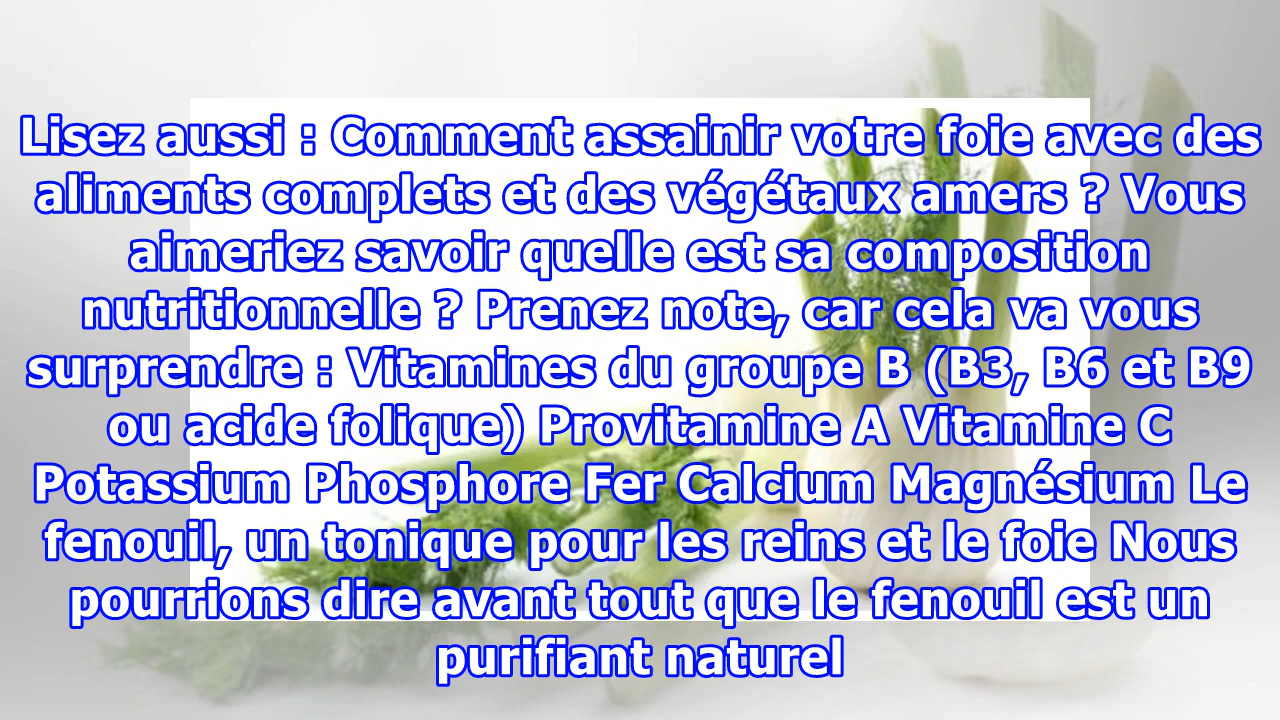 Lisez aussi : Comment assainir votre foie avec des
aliments complets et des végétaux amers ? Vous
aimeriez savoir quelle est sa composition
nutritionnelle ? Prenez note, car cela va vous
surprendre : Vitamines du groupe B (B3, B6 et B9
ou acide folique) Provitamine A Vitamine C
Potassium Phosphore Fer Calcium Magnésium Le
fenouil, un tonique pour les reins et le foie Nous
pourrions dire avant tout que le fenouil est un
purifiant naturel